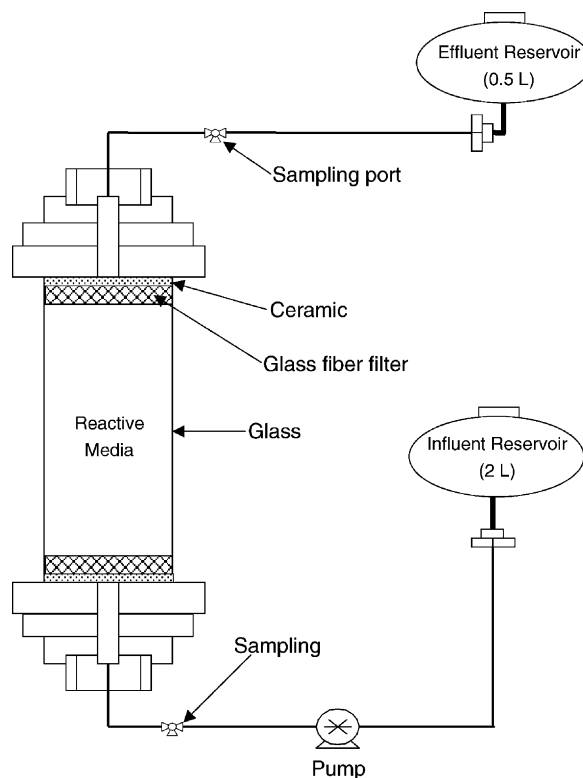 Effluent Reservoir
(0.5 L)
Sampling port
Ceramic
Glass fiber filter
Reactive
Media
Glass
Influent Reservoir
(2 L)
Sampling
Pump